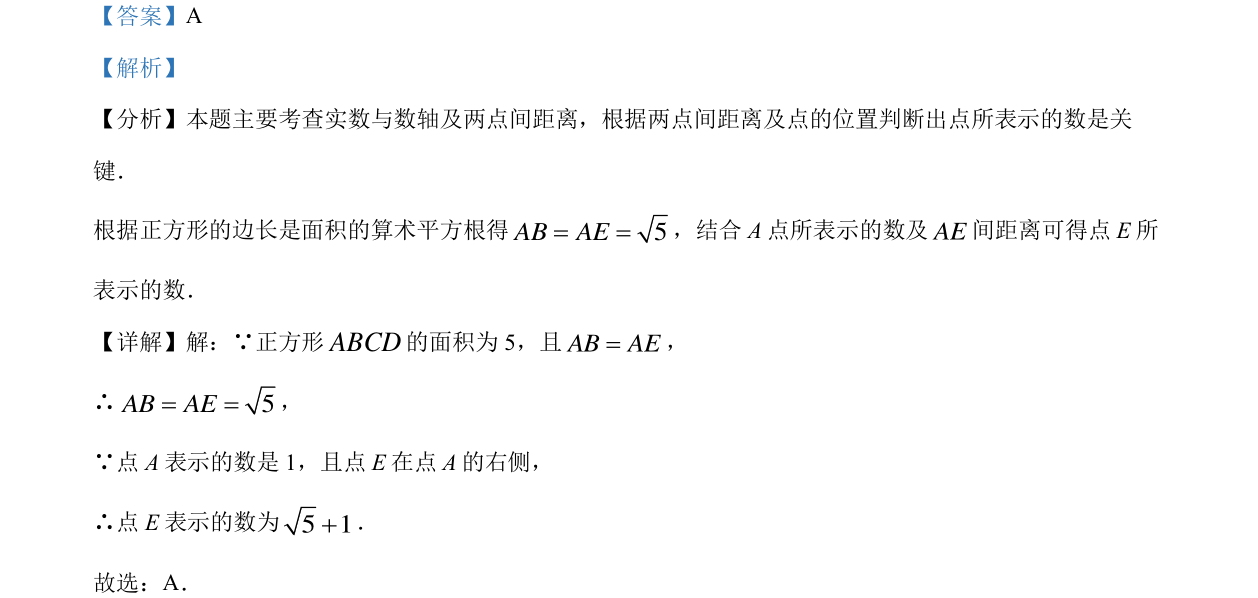 【答案】A
【解析】
【分析】本题主要考查实数与数轴及两点间距离，根据两点间距离及点的位置判断出点所表示的数是关
键．
根据正方形的边长是面积的算术平方根得 AB = AE = √5 ，结合 A 点所表示的数及 AE 间距离可得点 E 所
表示的数．
【详解】解：∵正方形 ABCD 的面积为 5，且 AB = AE ，
∴ AB = AE = √5 ，
∵点 A 表示的数是 1，且点 E 在点 A 的右侧，
∴点 E 表示的数为 √5 +1 ．
故选：A．